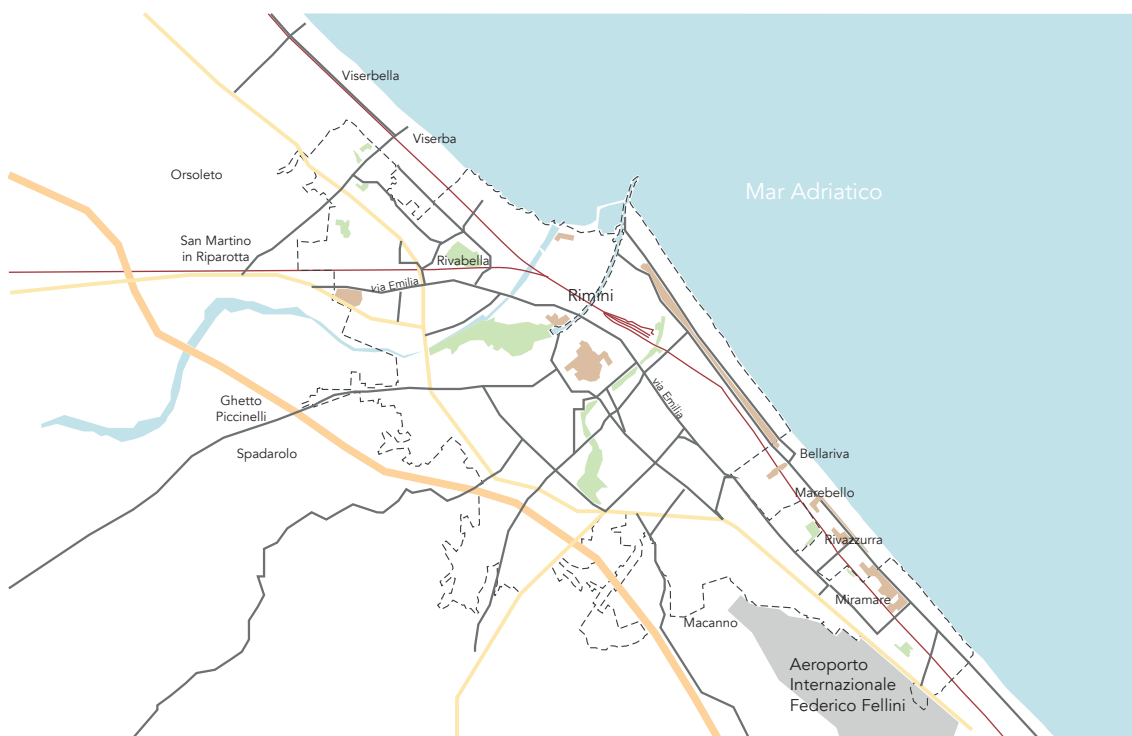 Viserbella
Viserba
Orsoleto
Mar Adriatico
San Martino
in Riparotta
Rivabella
via Emilia
Rimini
via Emilia
Ghetto
Piccinelli
Spadarolo
Bellariva
Marebello
Rivazzurra
Miramare
Macanno
Aeroporto
Internazionale
Federico Fellini